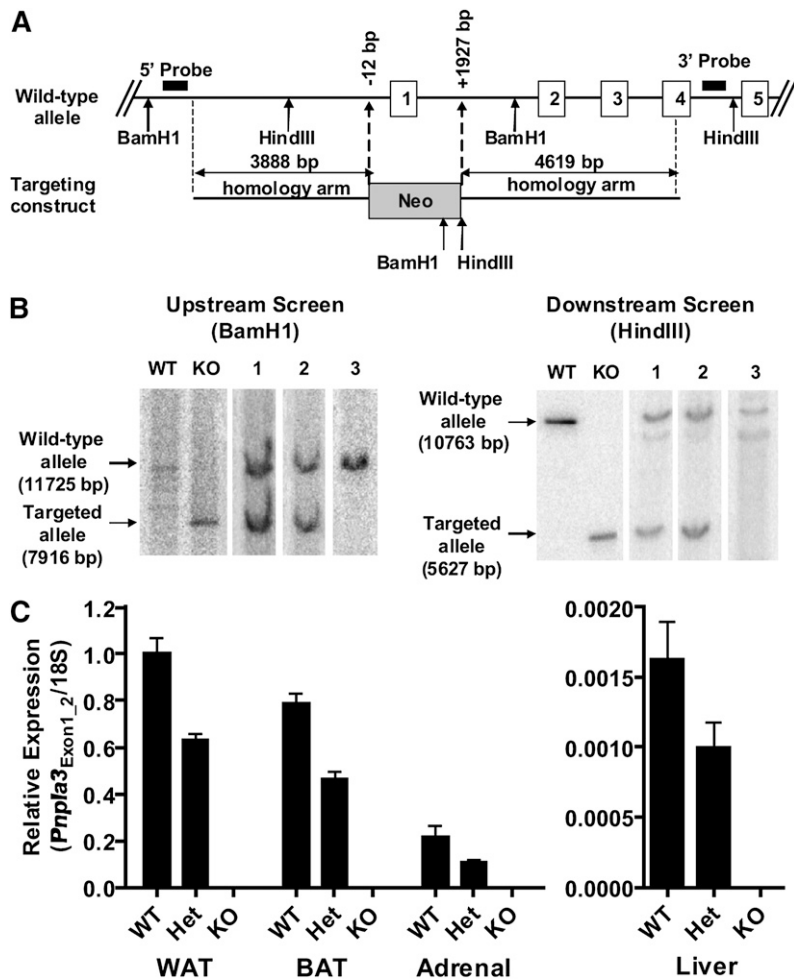 A
5’ Probe
-12 bp
+1927 bp
3’ Probe
Wild-type
allele
1
2
3
4
5
BamH1
HindIII
BamH1
HindIII
Targeting
construct
3888 bp
homology arm
4619 bp
homology arm
Neo
BamH1
HindIII
B
Upstream Screen
(BamH1)
WT KO 1 2 3
Wild-type
allele
(11725 bp)
Targeted
allele
(7916 bp)
Downstream Screen
(HindIII)
WT KO 1 2 3
Wild-type
allele
(10763 bp)
Targeted
allele
(5627 bp)
C
Relative Expression
(Pnpla3Exon1_2/18S)
1.2
1.0
0.8
0.6
0.4
0.2
0.0
WT Het KO WT Het KO WT Het KO
WAT BAT Adrenal
0.0020
0.0015
0.0010
0.0005
0.0000
WT Het KO
Liver